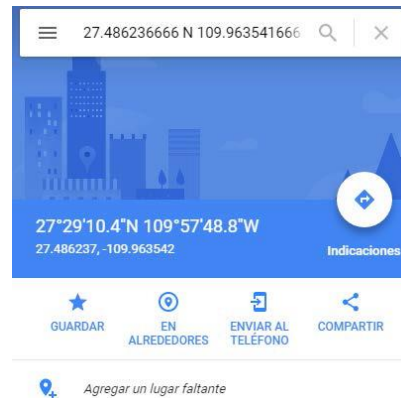 27.486236666 N 109.963541666
27°29'10.4"N 109°57'48.8"W
27.486237, -109.963542
Indicaciones
GUARDAR
EN ALREDEDORES
ENVIAR AL TELÉFONO
COMPARTIR
Agregar un lugar faltante